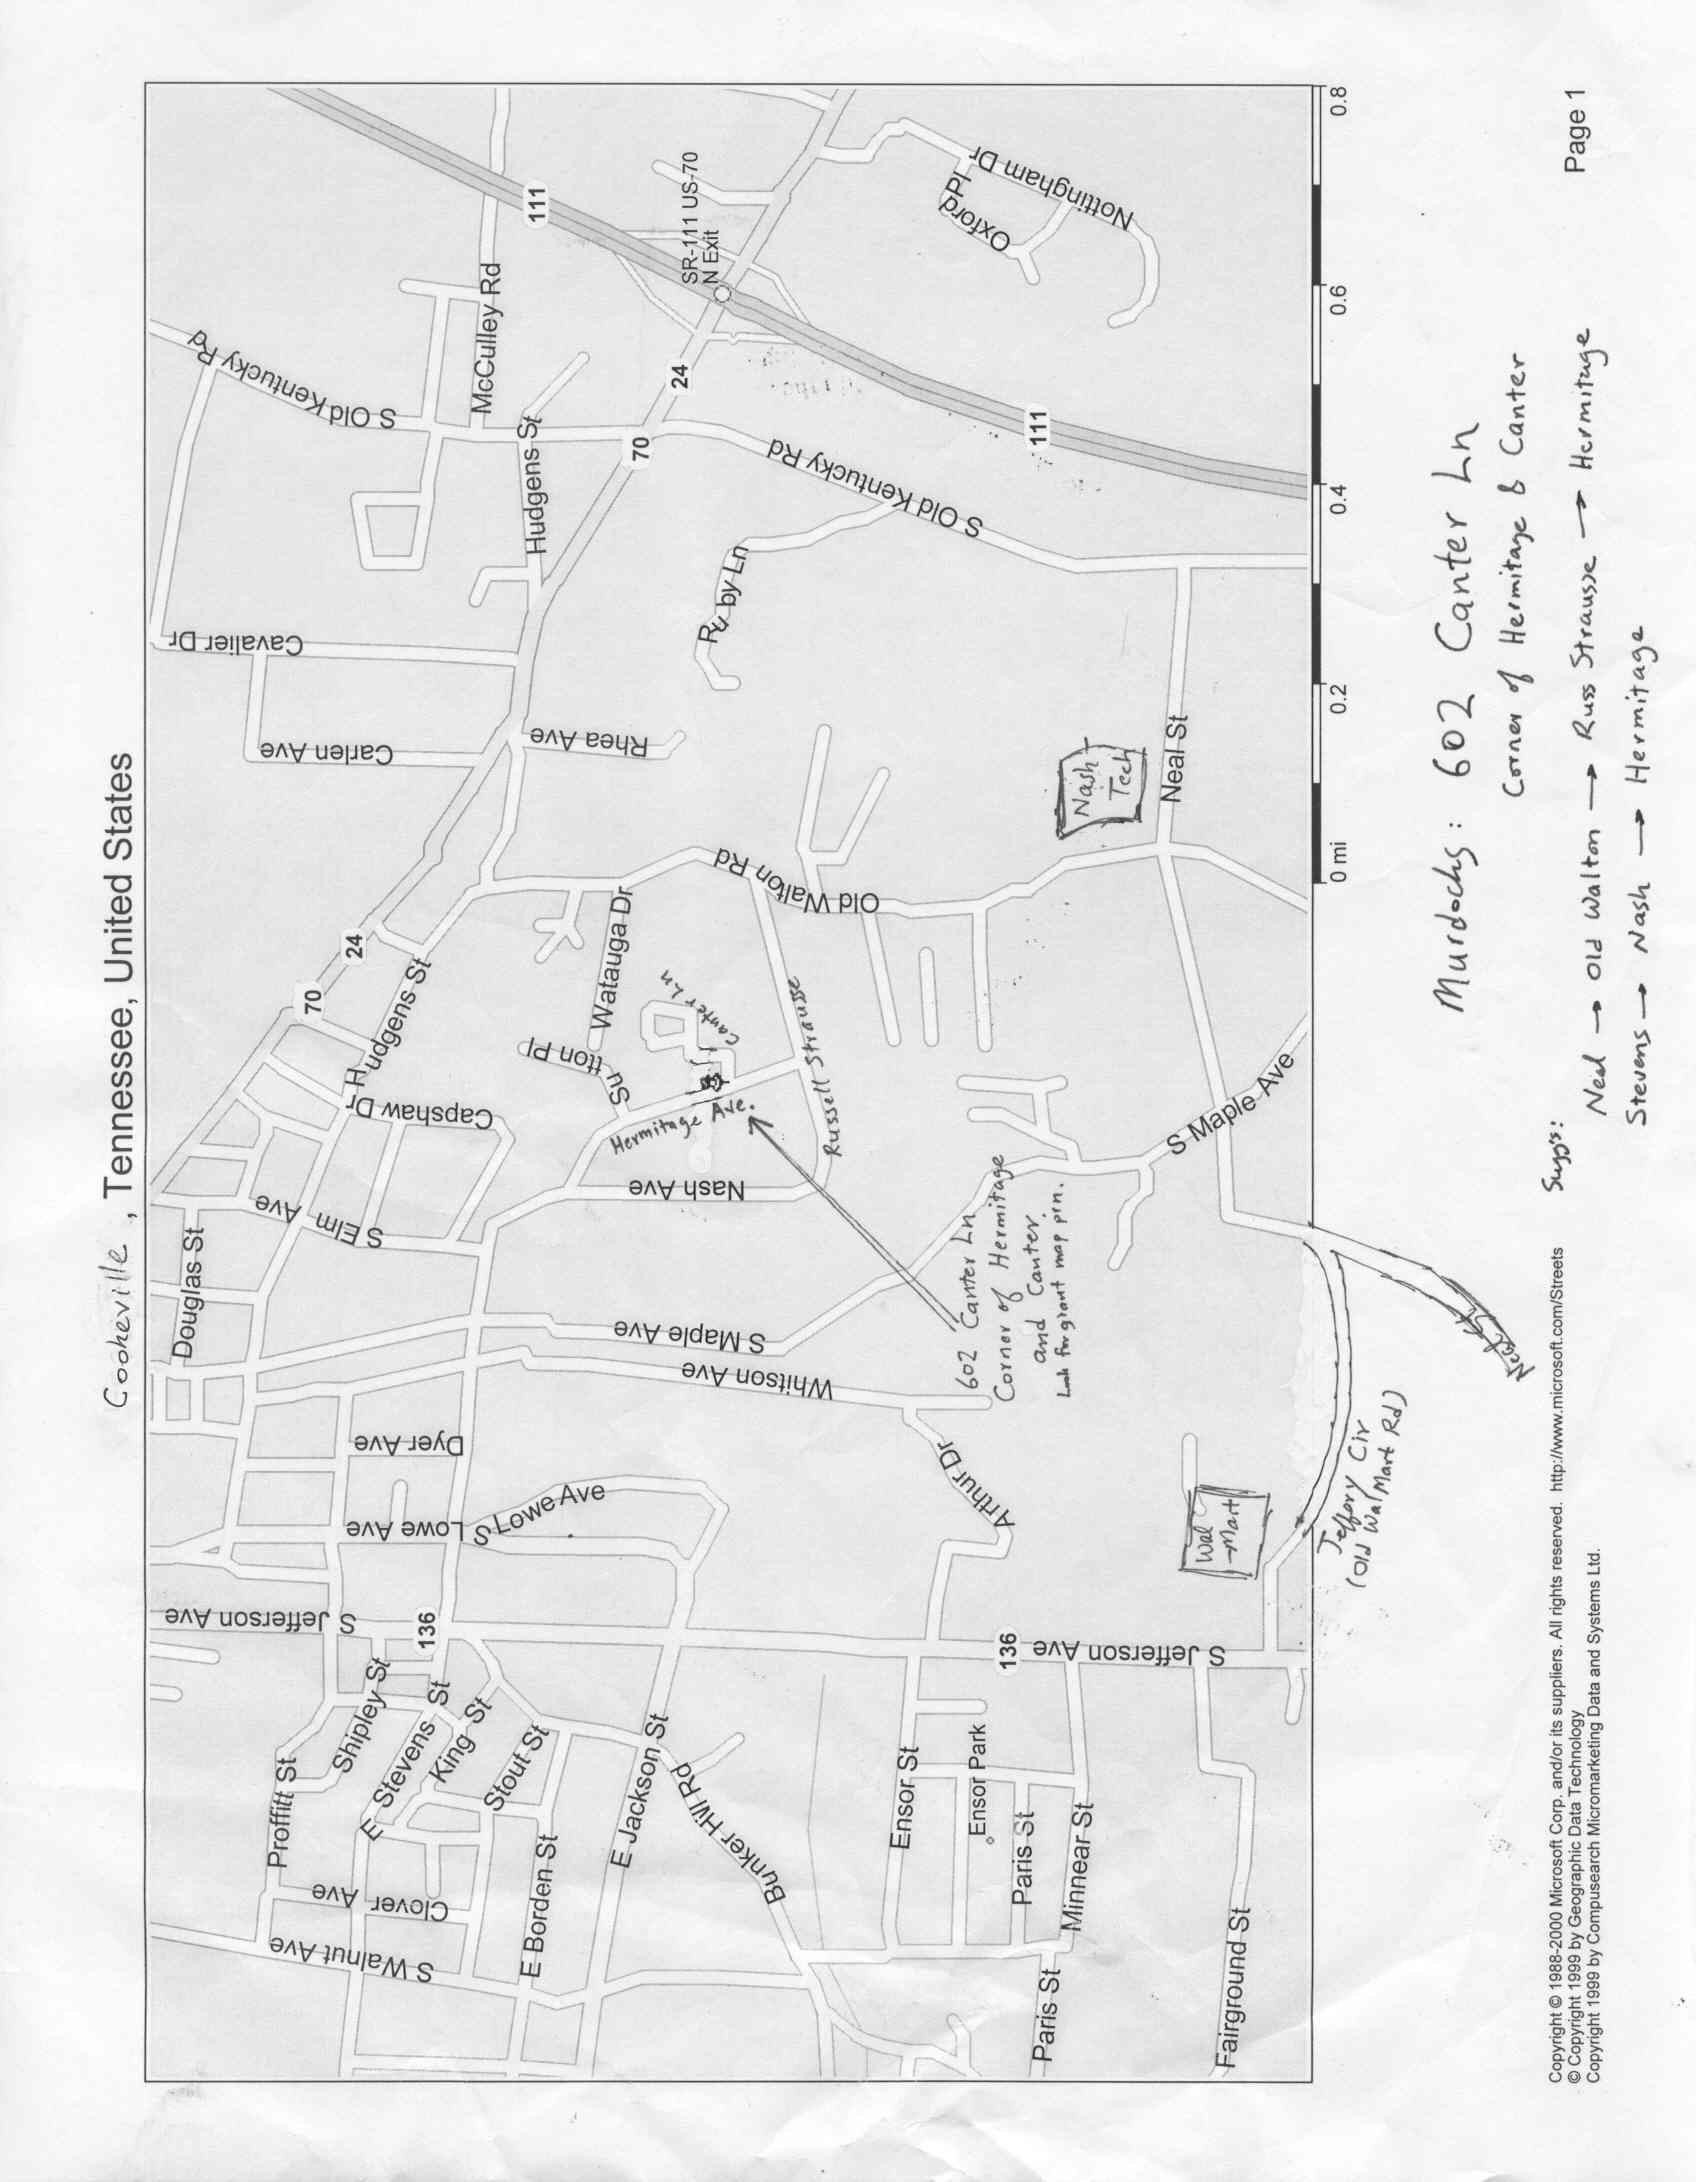 Cookeville, Tennessee, United States
S Old Kentucky Rd
McCulley Rd
111
SR-111 US-70
N Exit
Oxford Pl
Nottingham Dr
Cavalier Dr
Carlen Ave
Hudgens St
24
70
S Old Kentucky Rd
111
Ruby Ln
Rhea Ave
Neal St
Nash
Tech
24
70
Hudgens St
Old Walton Rd
Watauga Dr
Sutton Pl
Canter Ln
Russell Strausse
Hermitage Ave.
Capshaw Dr
Hudgens St
S Elm Ave
Nash Ave
S Maple Ave
Douglas St
S Maple Ave
Whitson Ave
602 Canter Ln
Corner of Hermitage
and Canter.
Look for giant map pin.
Dyer Ave
S Lowe Ave
S Lowe Ave
Arthur Dr
Wal
-Mart
Neal St
Jeffery Cir
(Old Wal Mart Rd)
S Jefferson Ave
136
136
S Jefferson Ave
Proffitt St
Shipley St
E Stevens St
King St
Stout St
E Jackson St
Bunker Hill Rd
Ensor St
Ensor Park
Paris St
Minnear St
Clover Ave
S Walnut Ave
E Borden St
Paris St
Fairground St
0 mi
0.2
0.4
0.6
0.8
Murdochs: 602 Canter Ln
Corner of Hermitage & Canter
Sugg's:
Neal → Old Walton → Russ Strausse → Hermitage
Stevens → Nash → Hermitage
Copyright © 1988-2000 Microsoft Corp. and/or its suppliers. All rights reserved. http://www.microsoft.com/Streets
© Copyright 1999 by Geographic Data Technology
Copyright 1999 by Compusearch Micromarketing Data and Systems Ltd.
Page 1